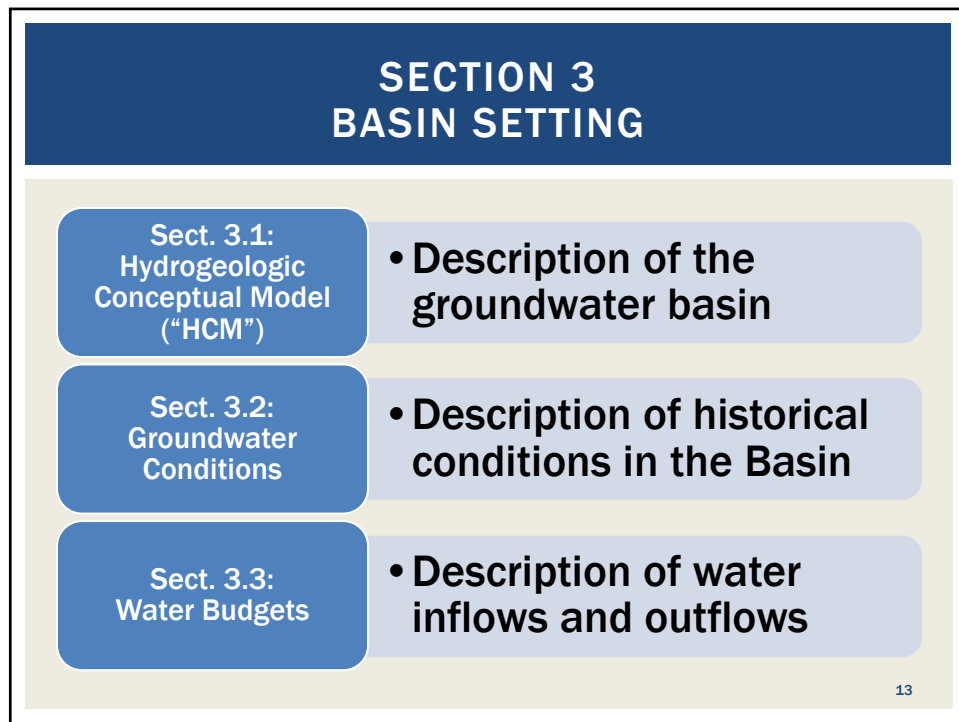 SECTION 3
BASIN SETTING
Sect. 3.1:
Hydrogeologic
Conceptual Model
(“HCM”)
•Description of the
groundwater basin
Sect. 3.2:
Groundwater
Conditions
•Description of historical
conditions in the Basin
Sect. 3.3:
Water Budgets
•Description of water
inflows and outflows
13